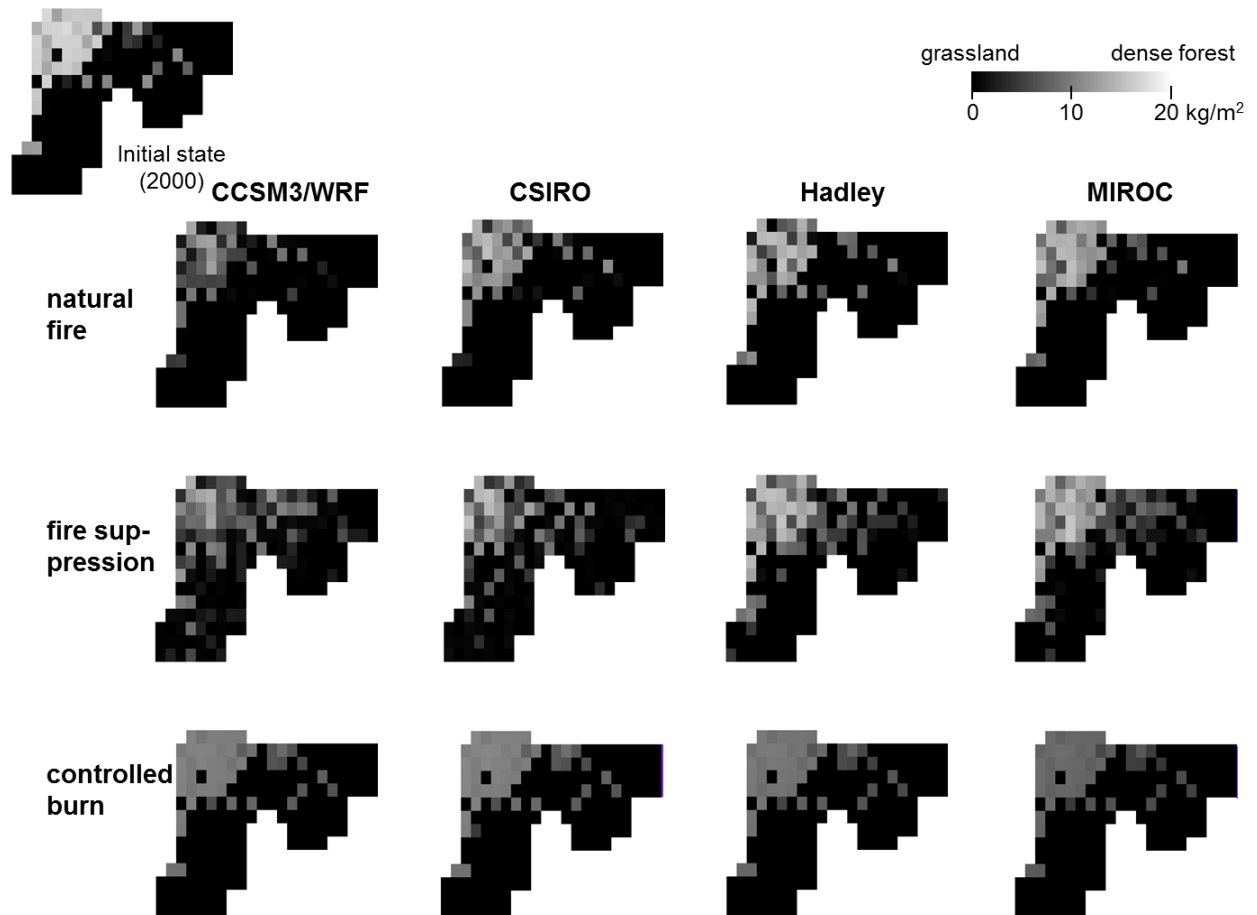 grassland dense forest
0 10 20 kg/m²
Initial state
(2000)
CCSM3/WRF CSIRO Hadley MIROC
natural
fire
fire sup-
pression
controlled
burn